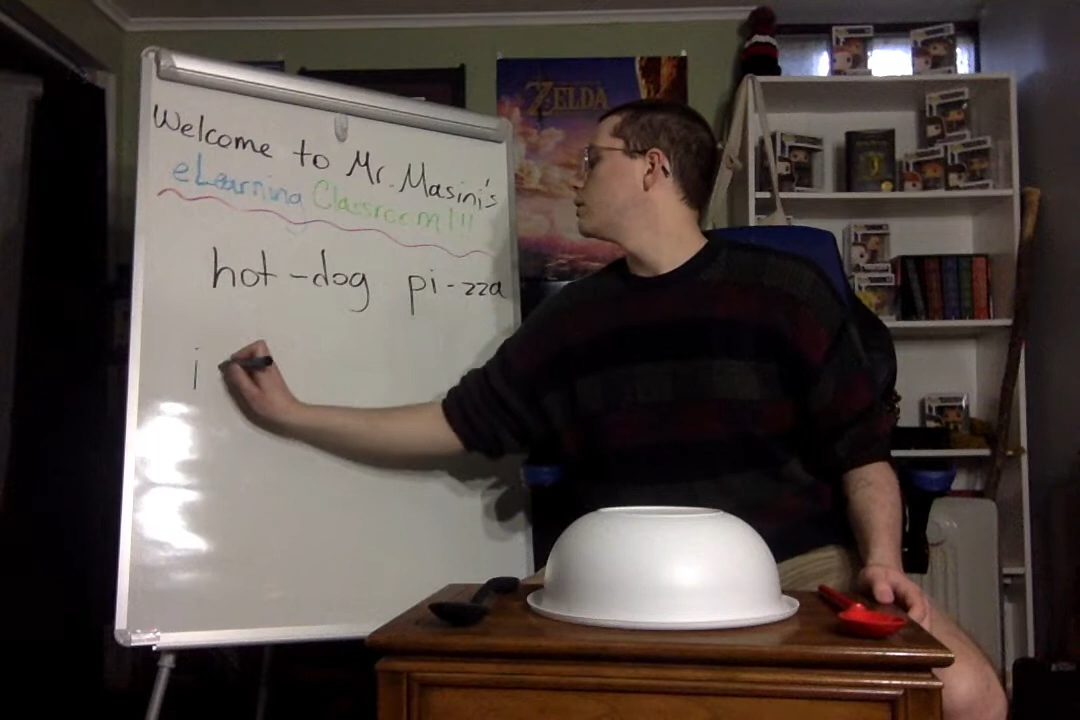 Welcome to Mr. Masini's
eLearning Classroom!!!
hot-dog pi-zza
i
ZELDA